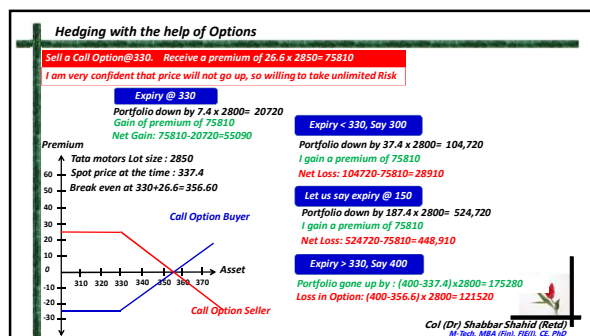 Hedging with the help of Options
Sell a Call Option@330. Receive a premium of 26.6 x 2850= 75810
I am very confident that price will not go up, so willing to take unlimited Risk
Expiry @ 330
Portfolio down by 7.4 x 2800= 20720
Gain of premium of 75810
Net Gain: 75810-20720=55090
Premium
Tata motors Lot size : 2850
Spot price at the time : 337.4
Break even at 330+26.6=356.60
60
50
40
30
20
10
0
-10
-20
-30
310 320 330 340 350 360 370
Asset
Call Option Buyer
Call Option Seller
Expiry < 330, Say 300
Portfolio down by 37.4 x 2800= 104,720
I gain a premium of 75810
Net Loss: 104720-75810=28910
Let us say expiry @ 150
Portfolio down by 187.4 x 2800= 524,720
I gain a premium of 75810
Net Loss: 524720-75810=448,910
Expiry > 330, Say 400
Portfolio gone up by : (400-337.4)x2800=175280
Loss in Option: (400-356.6) x 2800=121520
Col (Dr) Shabbar Shahid (Retd)
M-Tech, MBA (Fin), FIE(I), CE, PhD